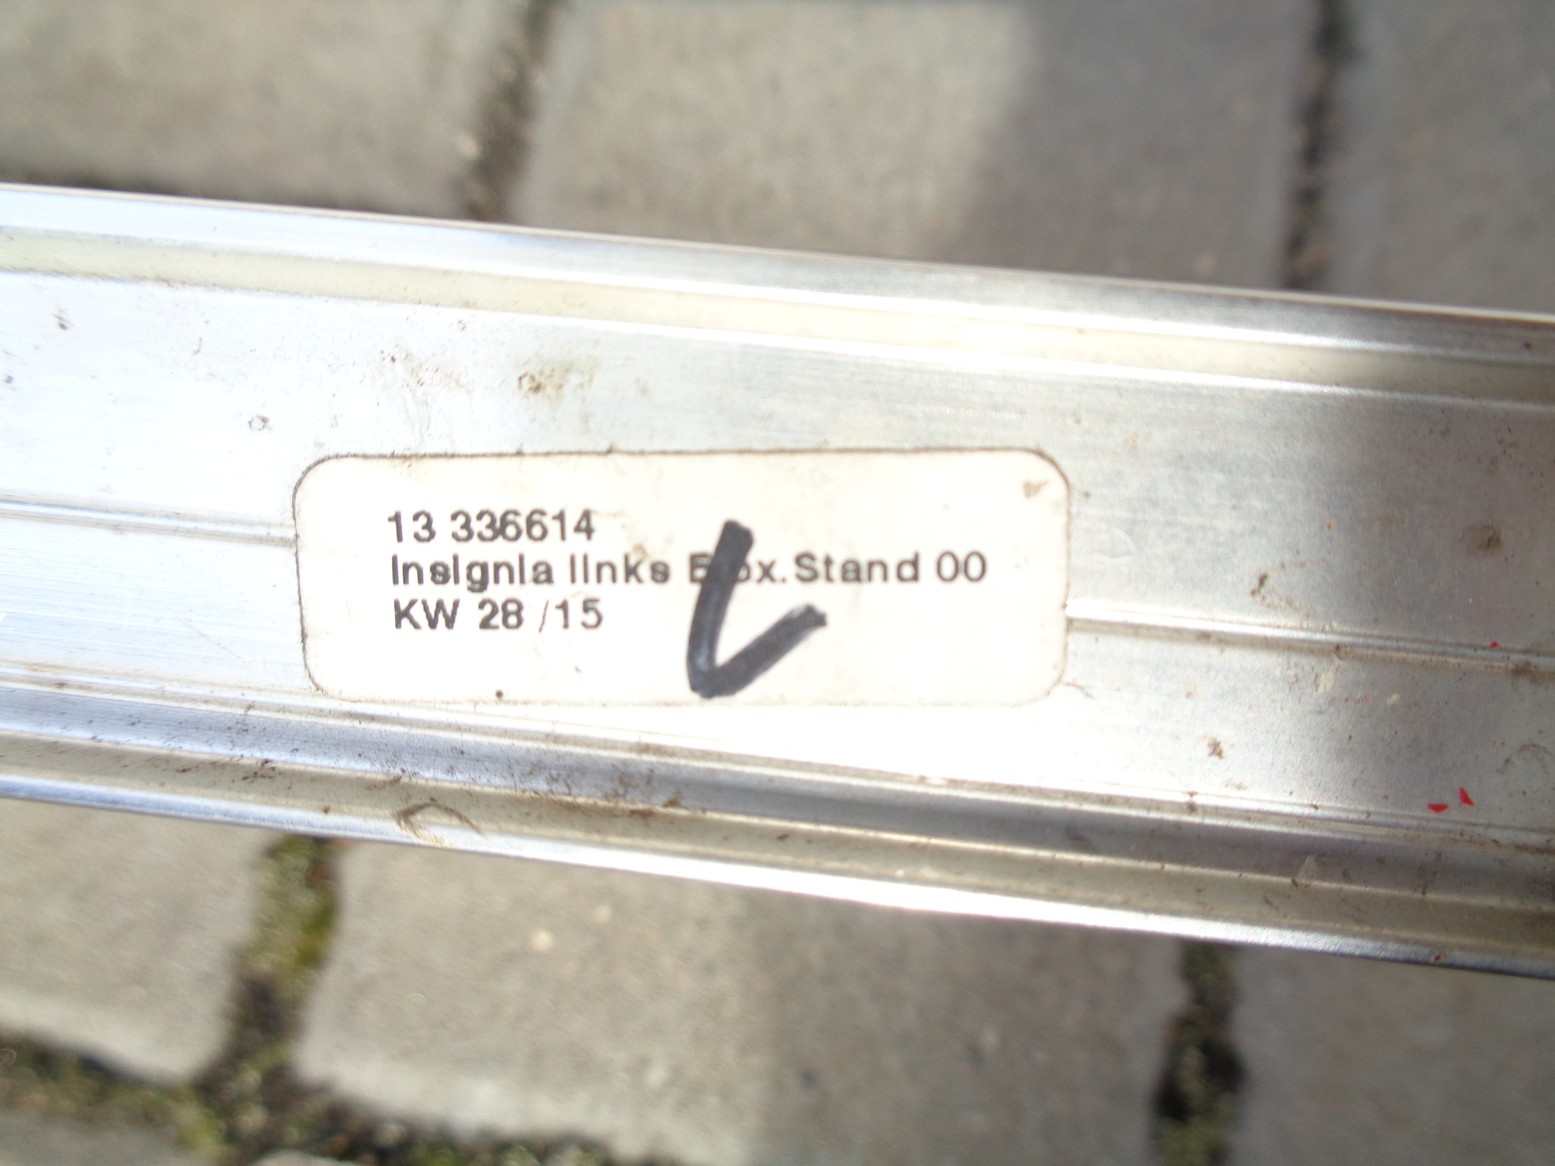 13 336614
Insignia links Stand 00
KW 28 /15
L